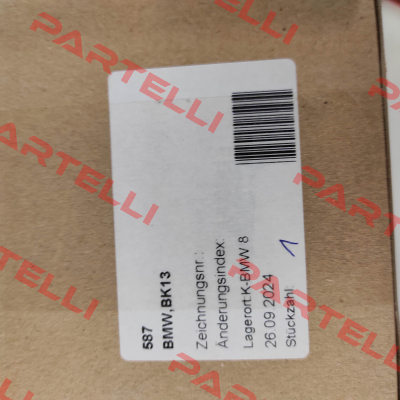 587
BMW,BK13
Zeichnungsnr.:
Änderungsindex:
Lagerort:K-BMW 8
26.09.2024
Stückzahl: 1
PARTELLI
PARTELLI
PARTELLI
PARTELLI